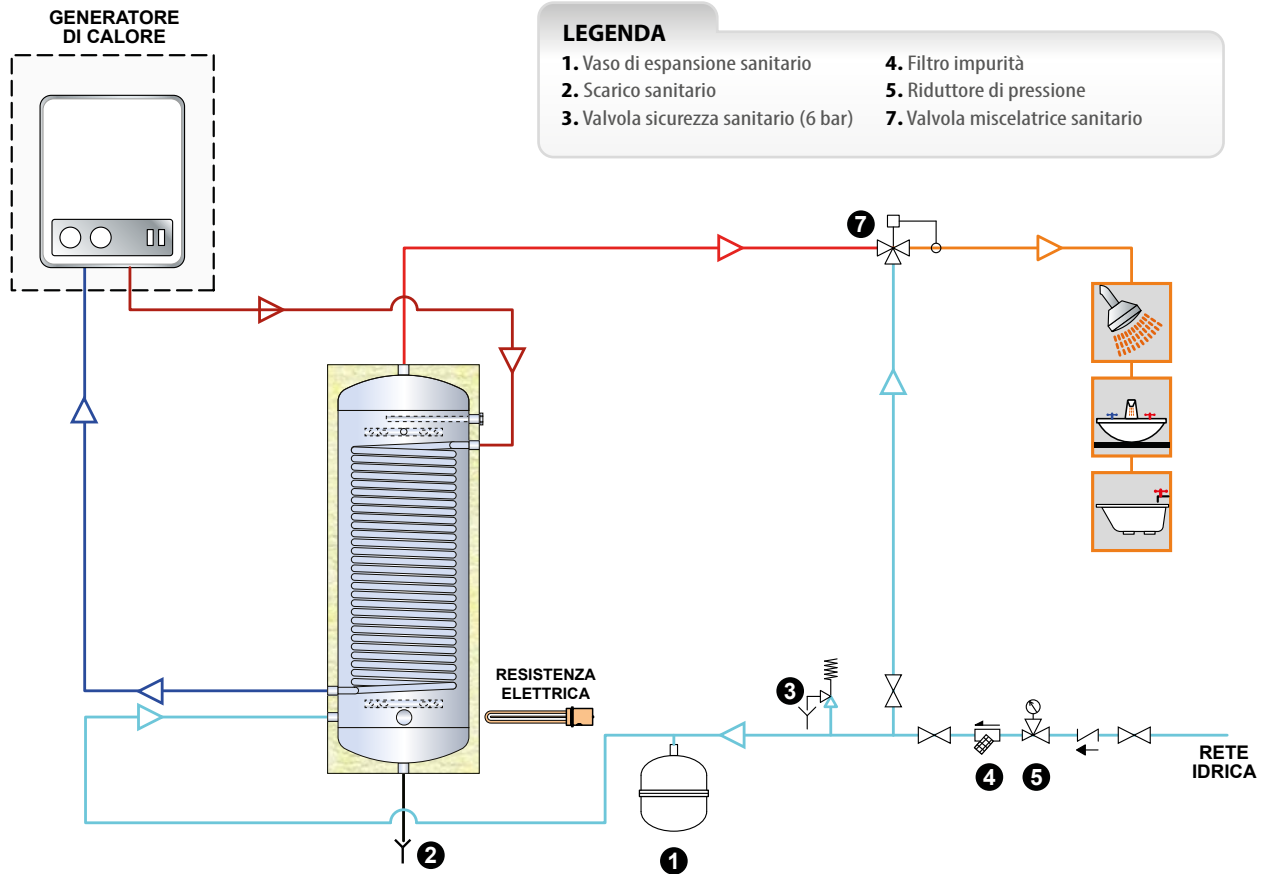 GENERATORE
DI CALORE
LEGENDA
1. Vaso di espansione sanitario
2. Scarico sanitario
3. Valvola sicurezza sanitario (6 bar)
4. Filtro impurità
5. Riduttore di pressione
7. Valvola miscelatrice sanitario
7
RESISTENZA
ELETTRICA
3
4
5
RETE
IDRICA
2
1